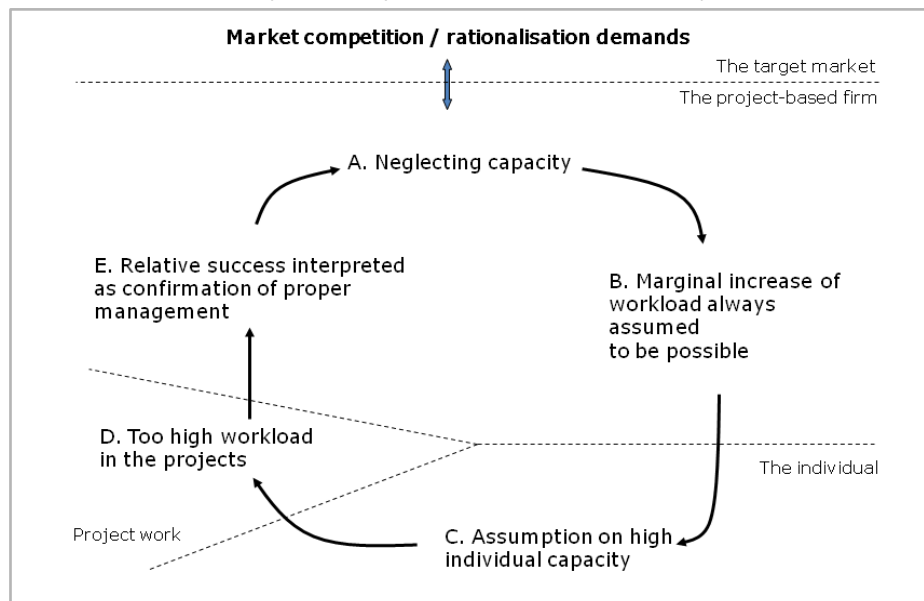 Market competition / rationalisation demands
The target market
The project-based firm
A. Neglecting capacity
E. Relative success interpreted
as confirmation of proper
management
B. Marginal increase of
workload always
assumed
to be possible
D. Too high workload
in the projects
The individual
Project work
C. Assumption on high
individual capacity